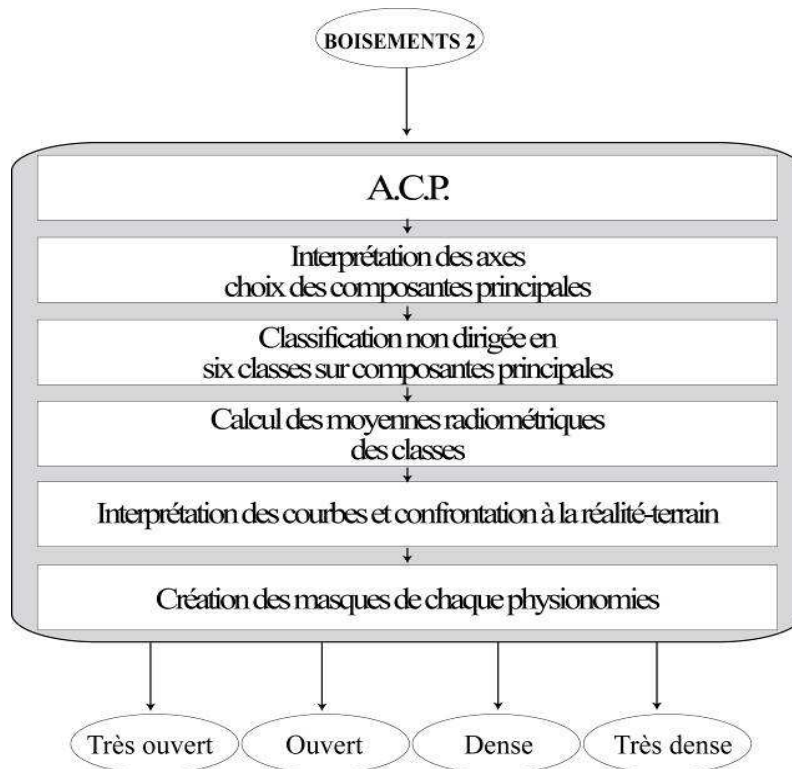 BOISEMENTS 2
A.C.P.
Interprétation des axes
choix des composantes principales
Classification non dirigée en
six classes sur composantes principales
Calcul des moyennes radiométriques
des classes
Interprétation des courbes et confrontation à la réalité-terrain
Création des masques de chaque physionomies
Très ouvert
Ouvert
Dense
Très dense